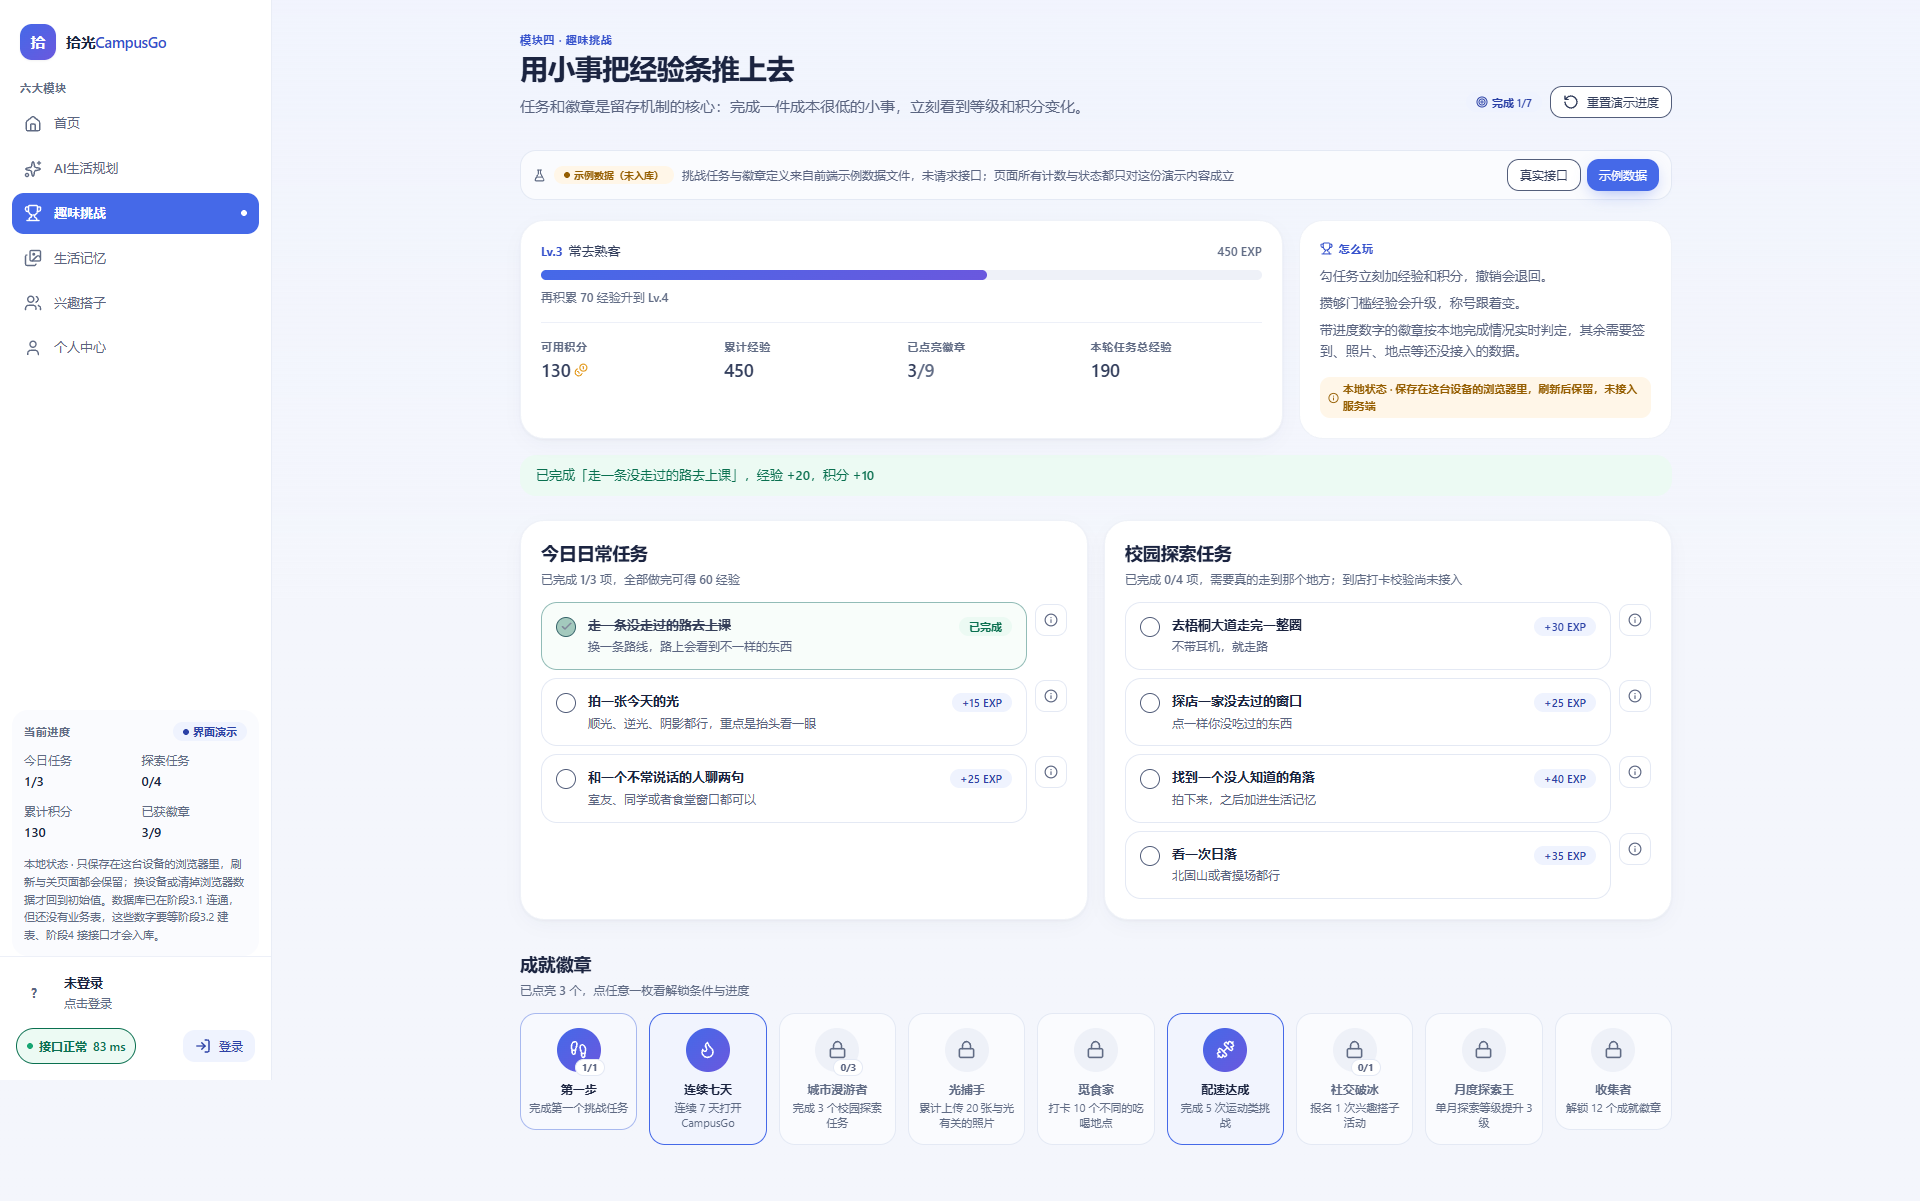 拾 拾光CampusGo
六大模块
首页
AI生活规划
趣味挑战
生活记忆
兴趣搭子
个人中心
当前进度 界面演示
今日任务 探索任务
1/3 0/4
累计积分 已获徽章
130 3/9
本地状态 · 只保存在这台设备的浏览器里，刷
新与关页面都会保留；换设备或清掉浏览器数
据才回到初始值。数据库已在阶段3.1 连通，
但还没有业务表，这些数字要等阶段3.2 建
表、阶段4 接接口才会入库。
? 未登录
点击登录
接口正常 83 ms 登录
模块四 · 趣味挑战
用小事把经验条推上去
任务和徽章是留存机制的核心：完成一件成本很低的小事，立刻看到等级和积分变化。
完成 1/7 重置演示进度
示例数据（未入库） 挑战任务与徽章定义来自前端示例数据文件，未请求接口；页面所有计数与状态都只对这份演示内容成立
真实接口 示例数据
Lv.3 常去熟客 450 EXP
再积累 70 经验升到 Lv.4
可用积分 累计经验 已点亮徽章 本轮任务总经验
130 450 3/9 190
怎么玩
勾任务立刻加经验和积分，撤销会退回。
攒够门槛经验会升级，称号跟着变。
带进度数字的徽章按本地完成情况实时判定，其余需要签
到、照片、地点等还没接入的数据。
本地状态 · 保存在这台设备的浏览器里，刷新后保留，未接入
服务端
已完成「走一条没走过的路去上课」，经验 +20，积分 +10
今日日常任务
已完成 1/3 项，全部做完可得 60 经验
走一条没走过的路去上课 已完成
换一条路线，路上会看到不一样的东西
拍一张今天的光 +15 EXP
顺光、逆光、阴影都行，重点是抬头看一眼
和一个不常说话的人聊两句 +25 EXP
室友、同学或者食堂窗口都可以
校园探索任务
已完成 0/4 项，需要真的走到那个地方；到店打卡校验尚未接入
去梧桐大道走完一整圈 +30 EXP
不带耳机，就走路
探店一家没去过的窗口 +25 EXP
点一样你没吃过的东西
找到一个没人知道的角落 +40 EXP
拍下来，之后加进生活记忆
看一次日落 +35 EXP
北固山或者操场都行
成就徽章
已点亮 3 个，点任意一枚看解锁条件与进度
1/1
第一步
完成第一个挑战任务
连续七天
连续 7 天打开
CampusGo
0/3
城市漫游者
完成 3 个校园探索
任务
光捕手
累计上传 20 张与光
有关的照片
觅食家
打卡 10 个不同的吃
喝地点
配速达成
完成 5 次运动类挑
战
0/1
社交破冰
报名 1 次兴趣搭子
活动
月度探索王
单月探索等级提升 3
级
收集者
解锁 12 个成就徽章